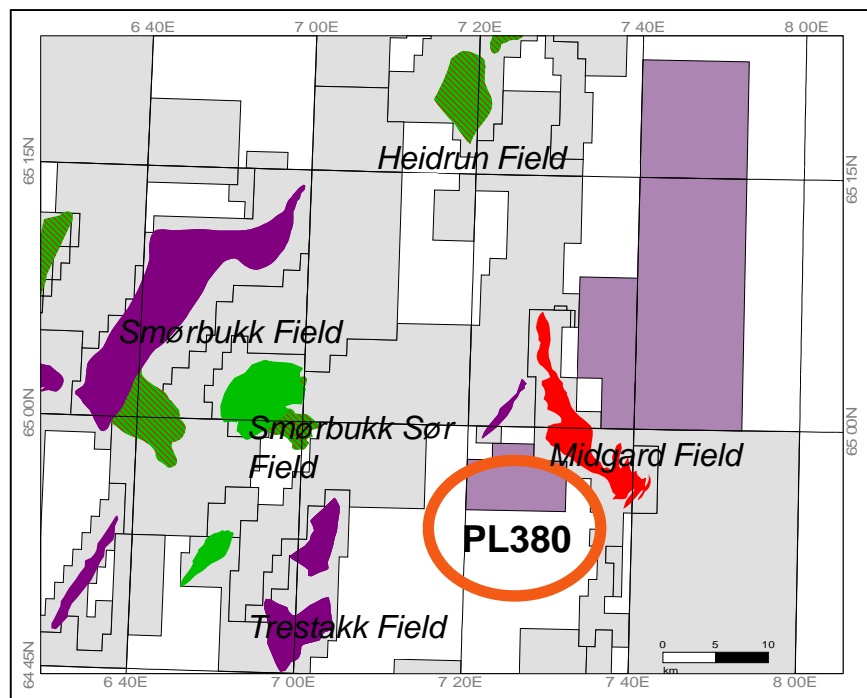 6 40E 7 00E 7 20E 7 40E 8 00E
65 15N
65 15N
Heidrun Field
Smørbukk Field
65 00N
65 00N
Smørbukk Sør
Field
Midgard Field
PL380
Trestakk Field
64 45N
0 5 10
km
6 40E 7 00E 7 20E 7 40E 8 00E